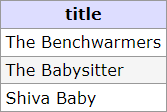 title
The Benchwarmers
The Babysitter
Shiva Baby